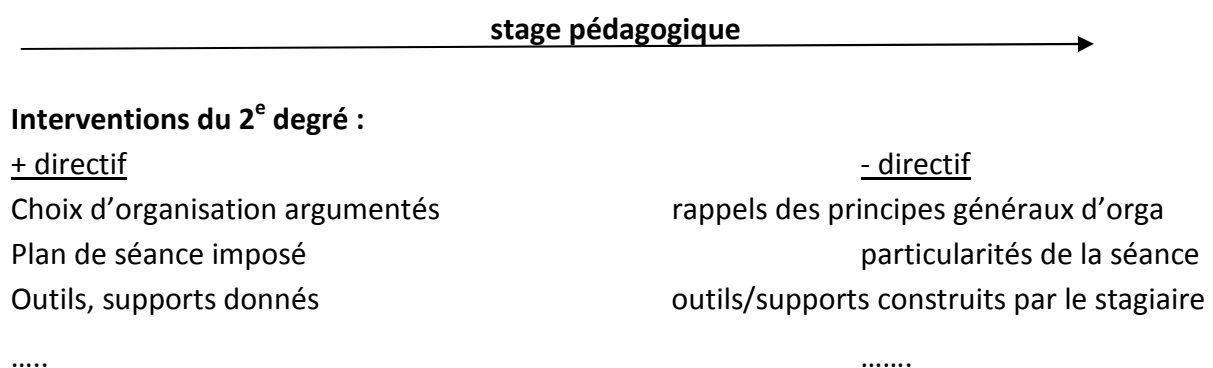 stage pédagogique
Interventions du 2e degré :
+ directif - directif
Choix d'organisation argumentés rappels des principes généraux d'orga
Plan de séance imposé particularités de la séance
Outils, supports donnés outils/supports construits par le stagiaire
..... .......